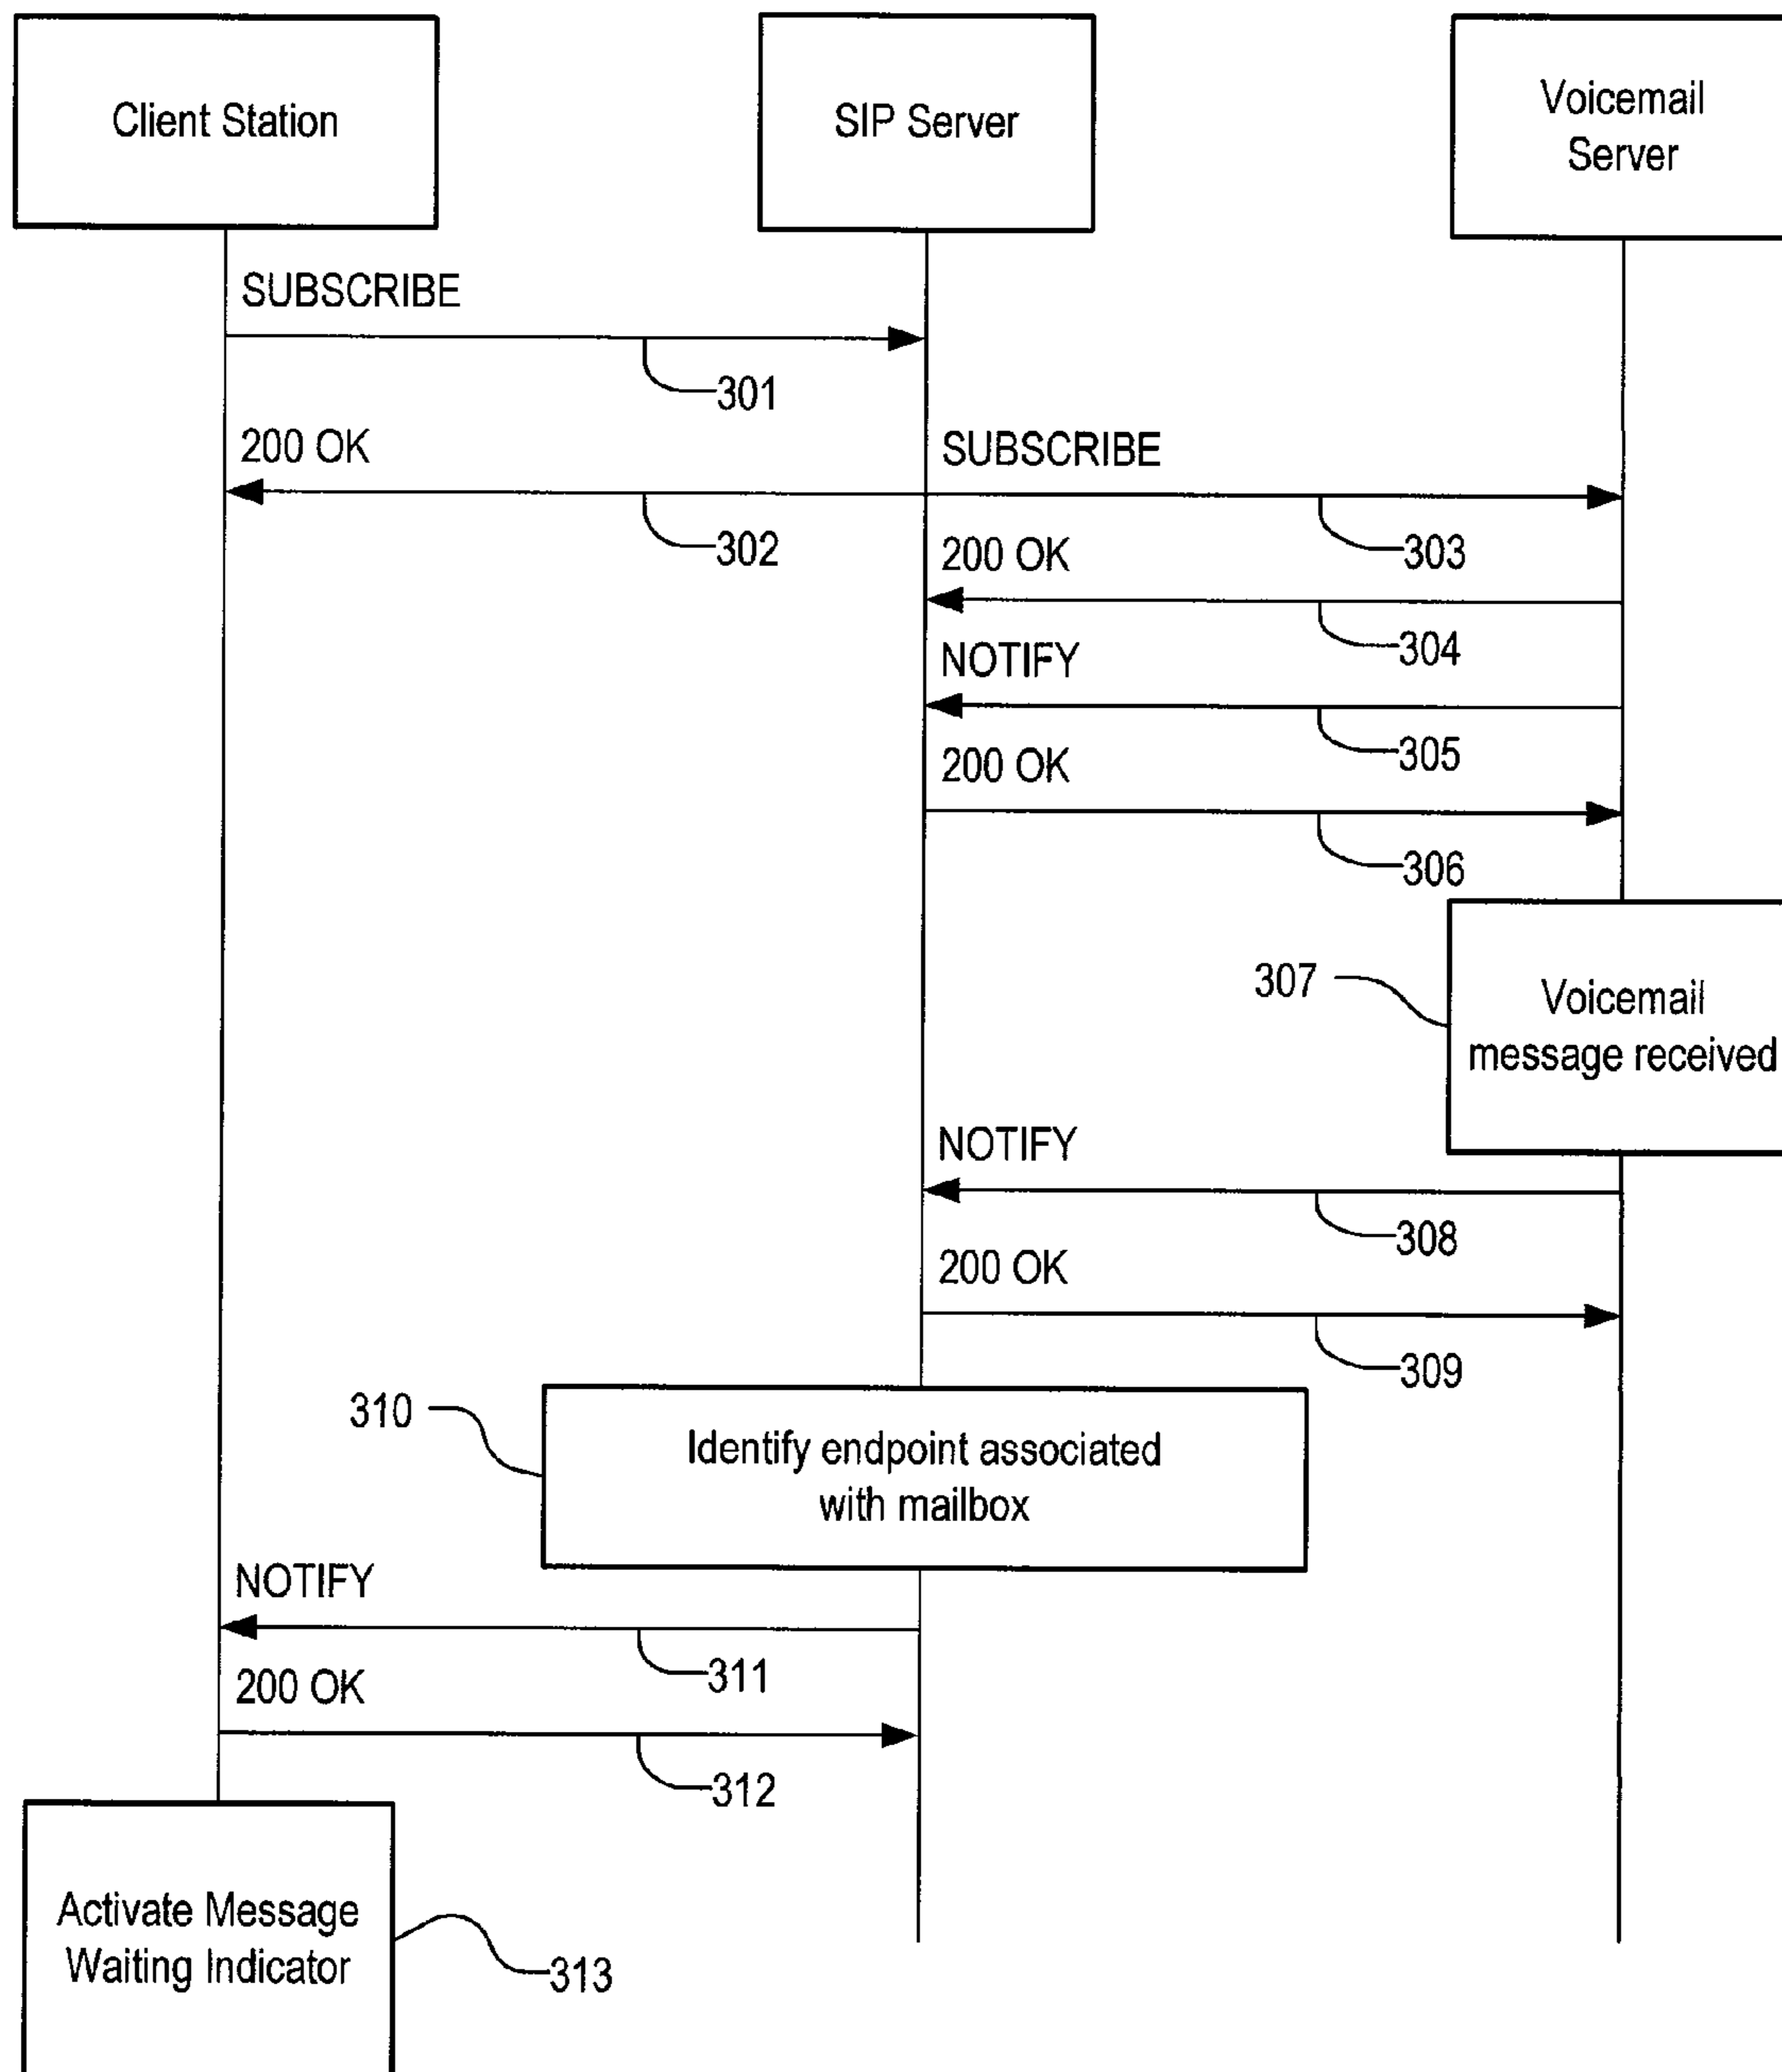 Client Station
SIP Server
Voicemail
Server
SUBSCRIBE
301
200 OK
SUBSCRIBE
302
303
200 OK
304
NOTIFY
305
200 OK
306
307
Voicemail
message received
NOTIFY
308
200 OK
309
310
Identify endpoint associated
with mailbox
NOTIFY
311
200 OK
312
Activate Message
Waiting Indicator
313